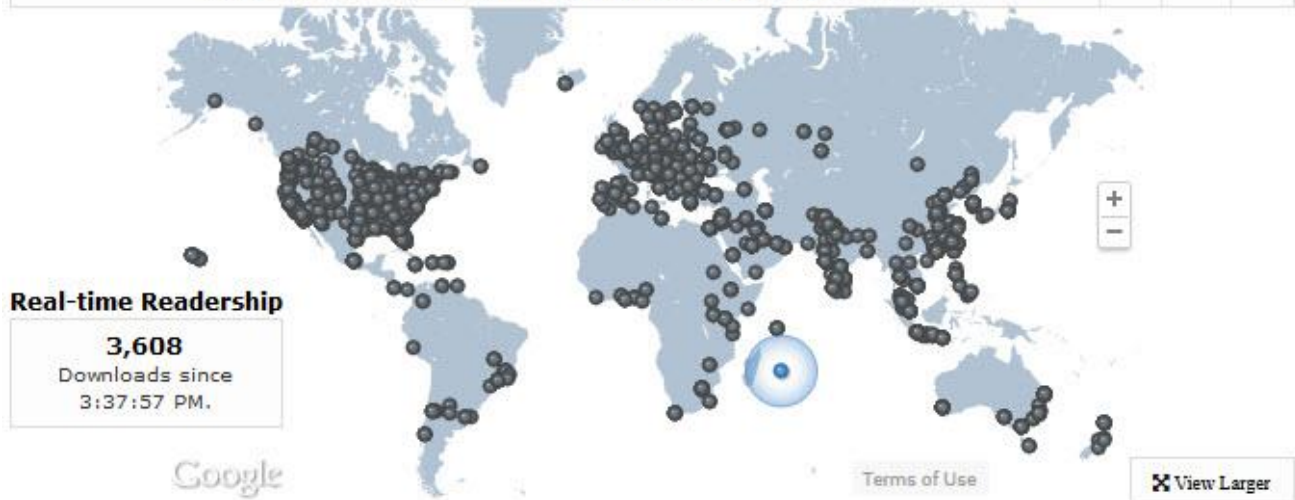 +
−
Real-time Readership
3,608
Downloads since
3:37:57 PM.
Google
Terms of Use
View Larger